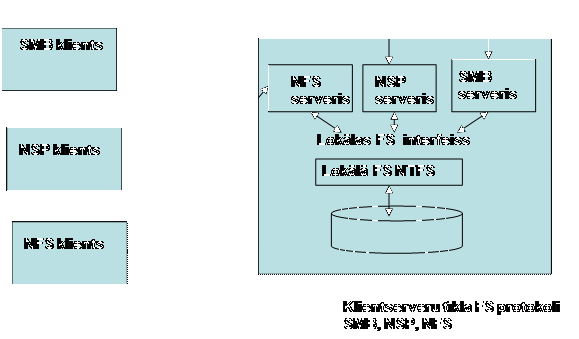 SMB klients
NSP klients
NFS klients
NFS
serveris
NSP
serveris
SMB
serveris
Lokālas FS interfeiss
Lokālā FS NTFS
Klientserveru tīkla FS protokoli
SMB, NSP, NFS